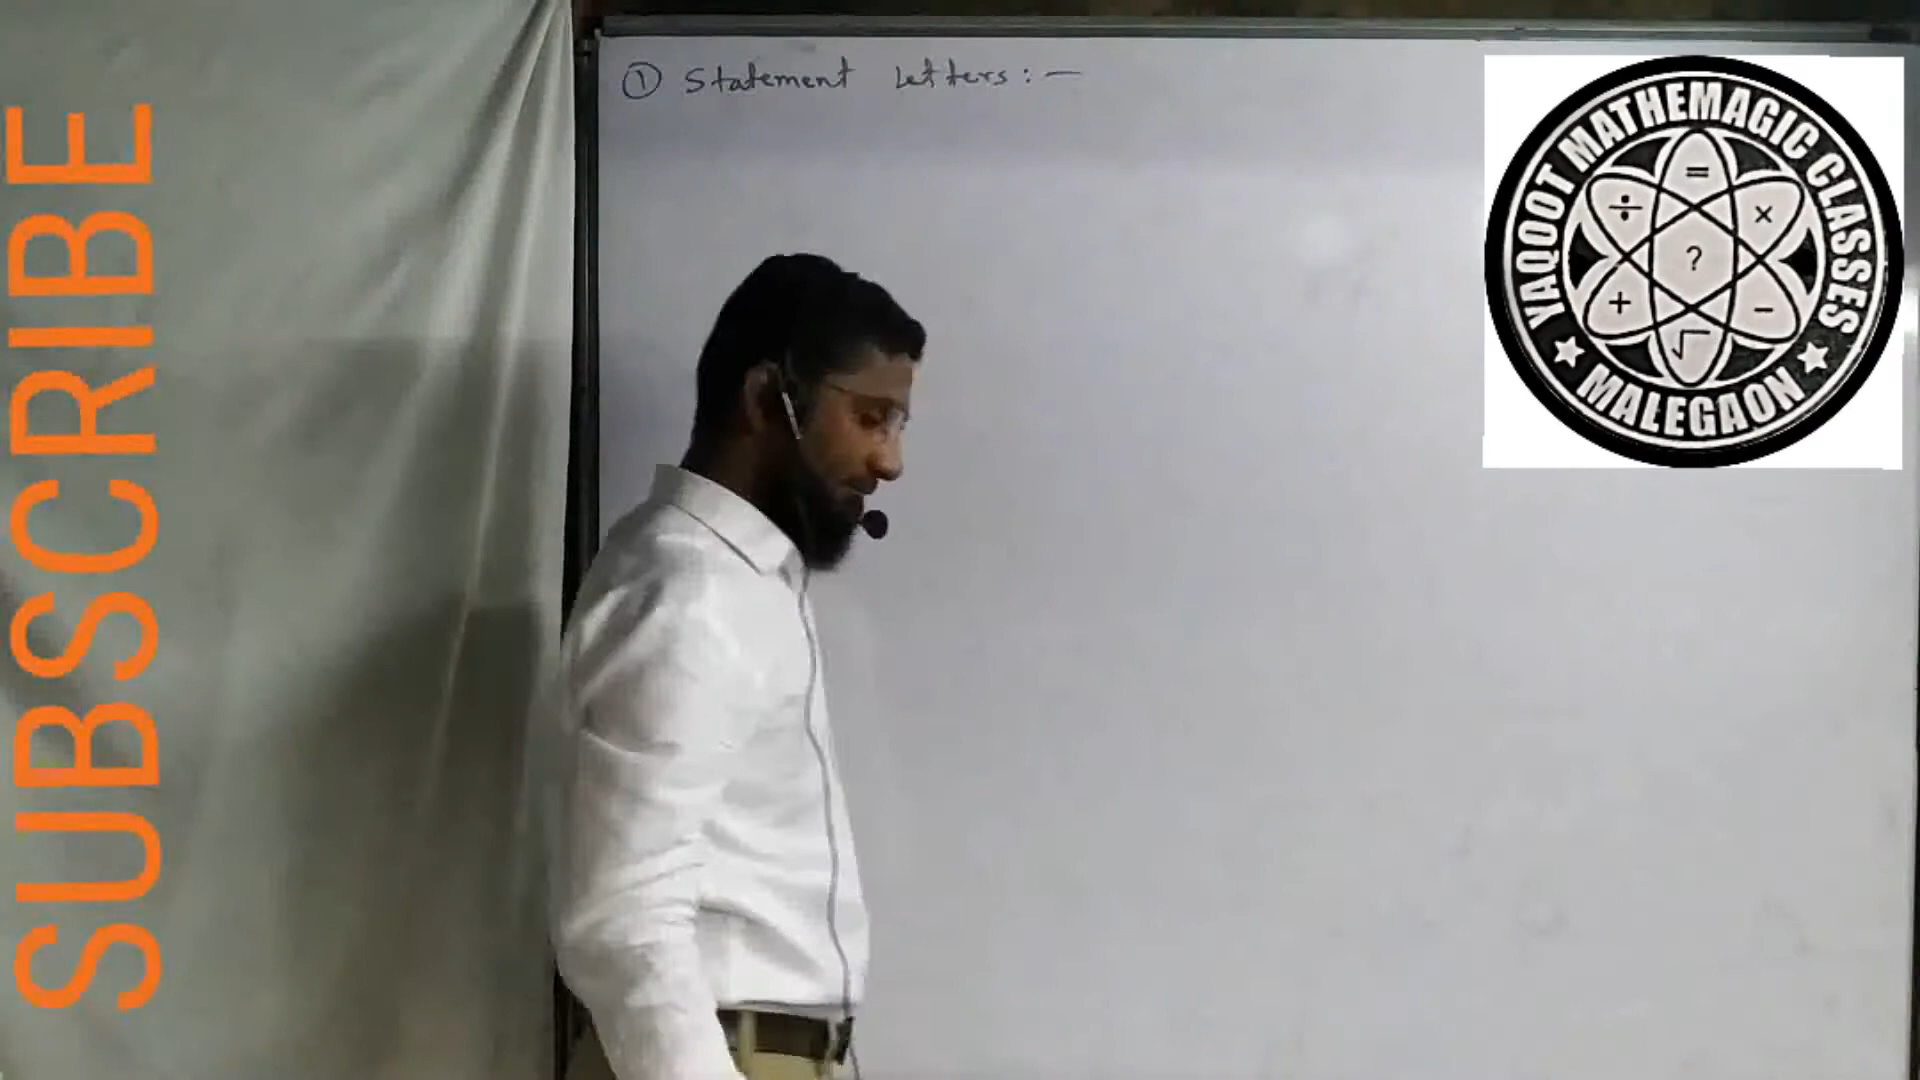 ① Statement Letters : —
SUBSCRIBE
YAQOOT MATHEMAGIC CLASSES
★ MALEGAON ★
=
÷ ×
?
+ −
√